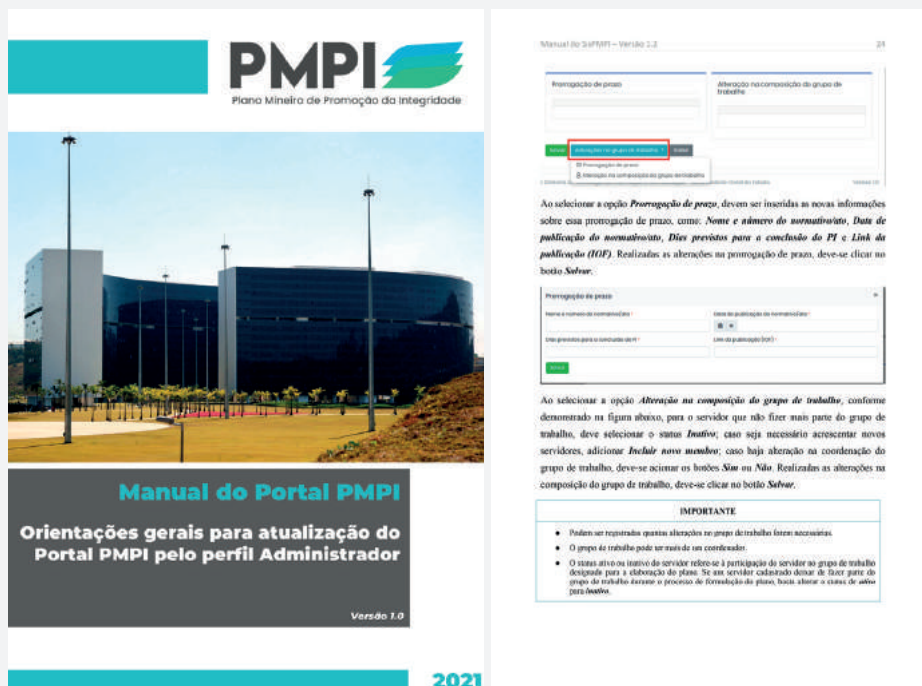 PMPI
Plano Mineiro de Promoção da Integridade
Manual do Portal PMPI
Orientações gerais para atualização do
Portal PMPI pelo perfil Administrador
Versão 1.0
2021
Manual do SaPMPI – Versão 1.2 24
Prorrogação de prazo
Alteração na composição do grupo de
trabalho
Salvar Alterações no grupo de trabalho
Prorrogação de prazo
Alteração na composição do grupo de trabalho
Ao selecionar a opção Prorrogação de prazo, devem ser inseridas as novas informações
sobre essa prorrogação de prazo, como: Nome e número do normativo/ato, Data de
publicação do normativo/ato, Dias previstos para a conclusão do PI e Link da
publicação (IOF). Realizadas as alterações na prorrogação de prazo, deve-se clicar no
botão Salvar.
Prorrogação de prazo
Nome e número do normativo/ato *
Data de publicação do normativo/ato *
Dias previstos para a conclusão do PI *
Link da publicação (IOF) *
Salvar
Ao selecionar a opção Alteração na composição do grupo de trabalho, conforme
demonstrado na figura abaixo, para o servidor que não fizer mais parte do grupo de
trabalho, deve selecionar o status Inativo; caso seja necessário acrescentar novos
servidores, adicionar Incluir novo membro; caso haja alteração na coordenação do
grupo de trabalho, deve-se acionar os botões Sim ou Não. Realizadas as alterações na
composição do grupo de trabalho, deve-se clicar no botão Salvar.
IMPORTANTE
• Podem ser registradas quantas alterações no grupo de trabalho forem necessárias.
• O grupo de trabalho pode ter mais de um coordenador.
• O status ativo ou inativo do servidor refere-se à participação do servidor no grupo de trabalho
designado para a elaboração do plano. Se um servidor cadastrado deixar de fazer parte do
grupo de trabalho durante o processo de formulação do plano, basta alterar o status de ativo
para Inativo.